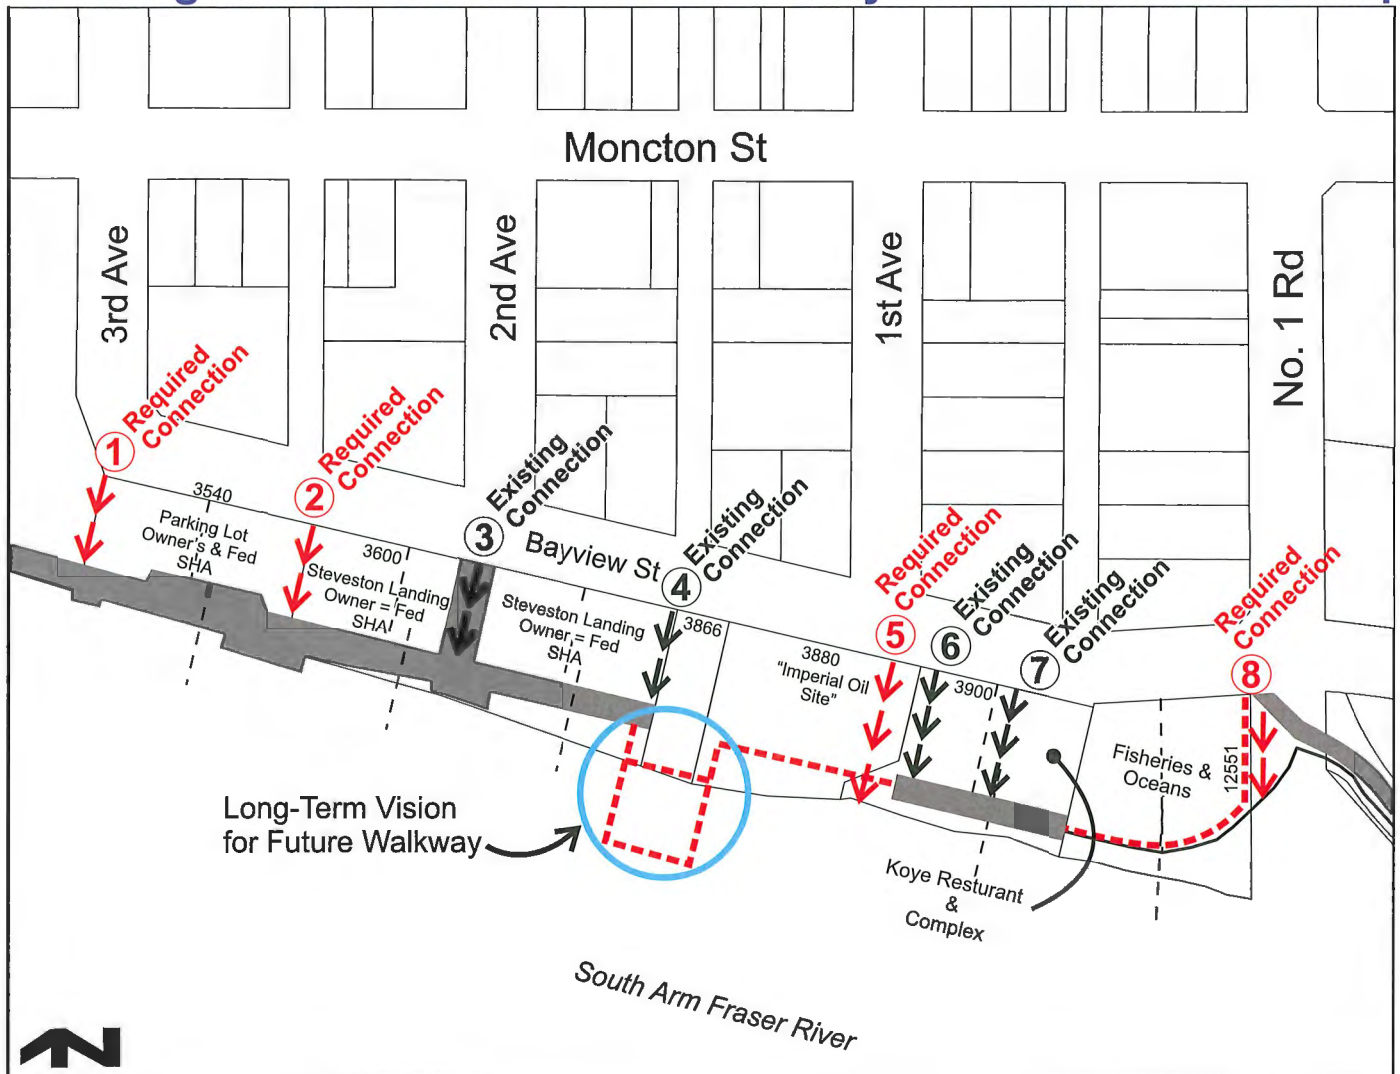 Moncton St
3rd Ave
2nd Ave
1st Ave
No. 1 Rd
1
Required
Connection
2
Required
Connection
3
Existing
Connection
4
Existing
Connection
5
Required
Connection
6
Existing
Connection
7
Existing
Connection
8
Required
Connection
Bayview St
3540
Parking Lot
Owner's & Fed
SHA
3600
Steveston Landing
Owner = Fed
SHA
Steveston Landing
Owner = Fed
SHA
3866
3880
"Imperial Oil
Site"
3900
Fisheries &
Oceans
12551
Long-Term Vision
for Future Walkway
Koye Resturant
&
Complex
South Arm Fraser River
N